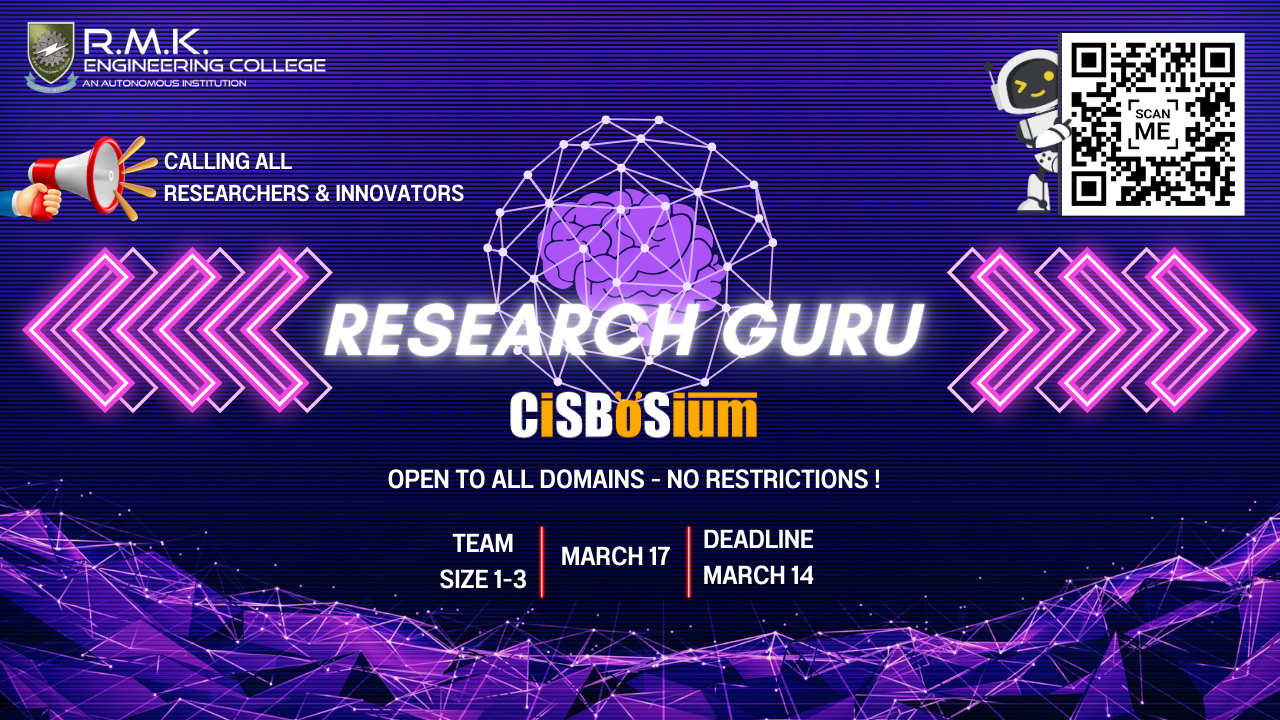 R.M.K.
ENGINEERING COLLEGE
AN AUTONOMOUS INSTITUTION
SCAN
ME
CALLING ALL
RESEARCHERS & INNOVATORS
RESEARCH GURU
CiSBoSium
OPEN TO ALL DOMAINS - NO RESTRICTIONS !
TEAM
SIZE 1-3
MARCH 17
DEADLINE
MARCH 14